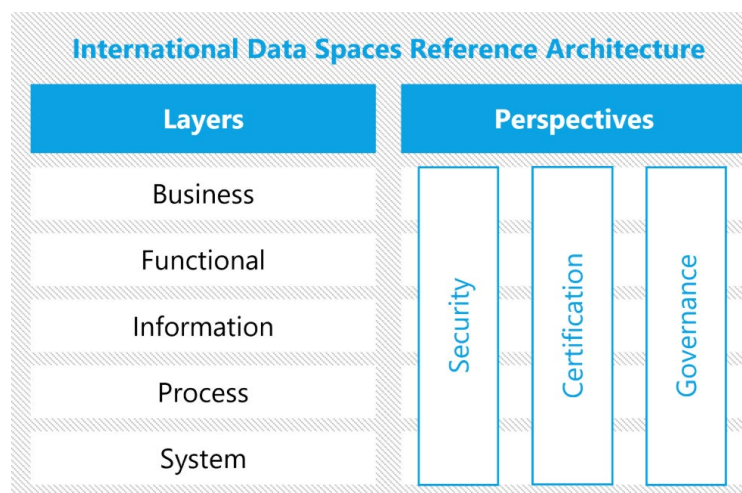 International Data Spaces Reference Architecture
Layers
Perspectives
Business
Functional
Information
Process
System
Security
Certification
Governance